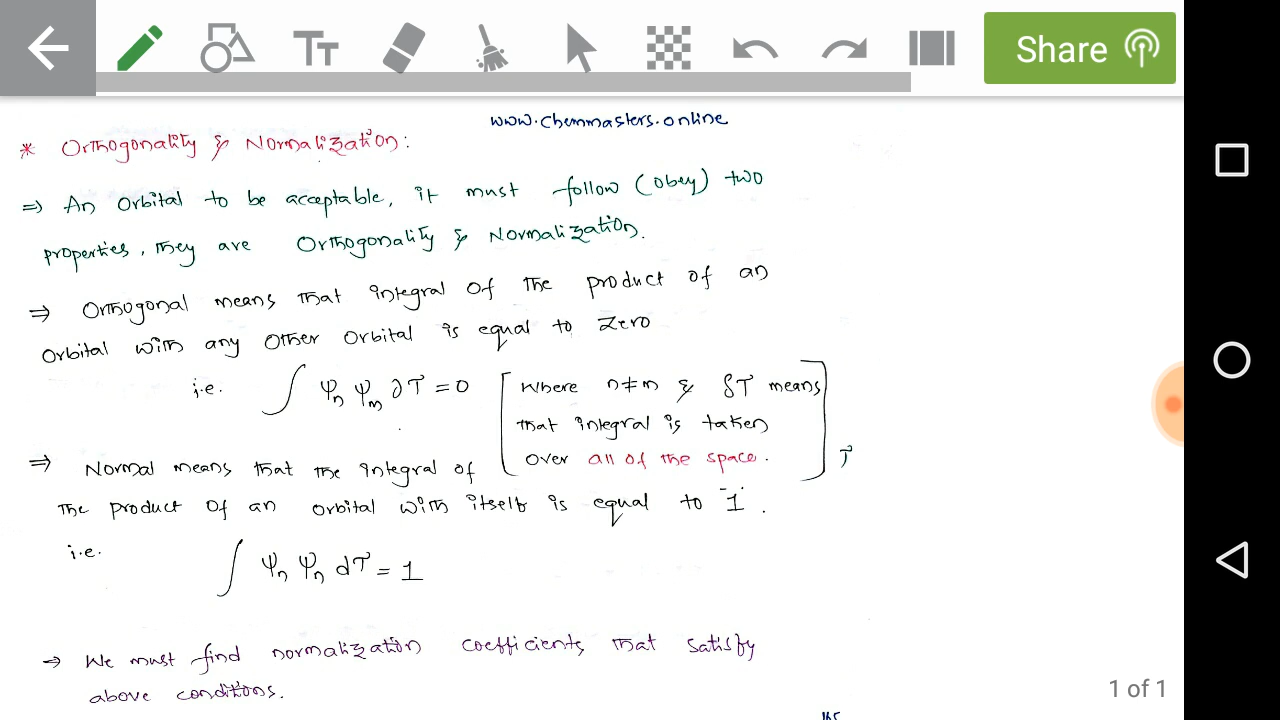 Share
www.chemmasters.online
* Orthogonality & Normalization:
⇒ An Orbital to be acceptable, it must follow (obey) two
properties, they are Orthogonality & Normalization.
⇒ Orthogonal means that integral of the product of an
Orbital with any Other Orbital is equal to Zero
i.e. ∫ Ψn Ψm ∂τ = 0 [Where n≠m & δτ means
that integral is taken
over all of the space.]
⇒ Normal means that the integral of
the product of an orbital with itself is equal to 1.
i.e. ∫ Ψn Ψn dτ = 1
→ We must find normalization coefficients that satisfy
above conditions.
1 of 1